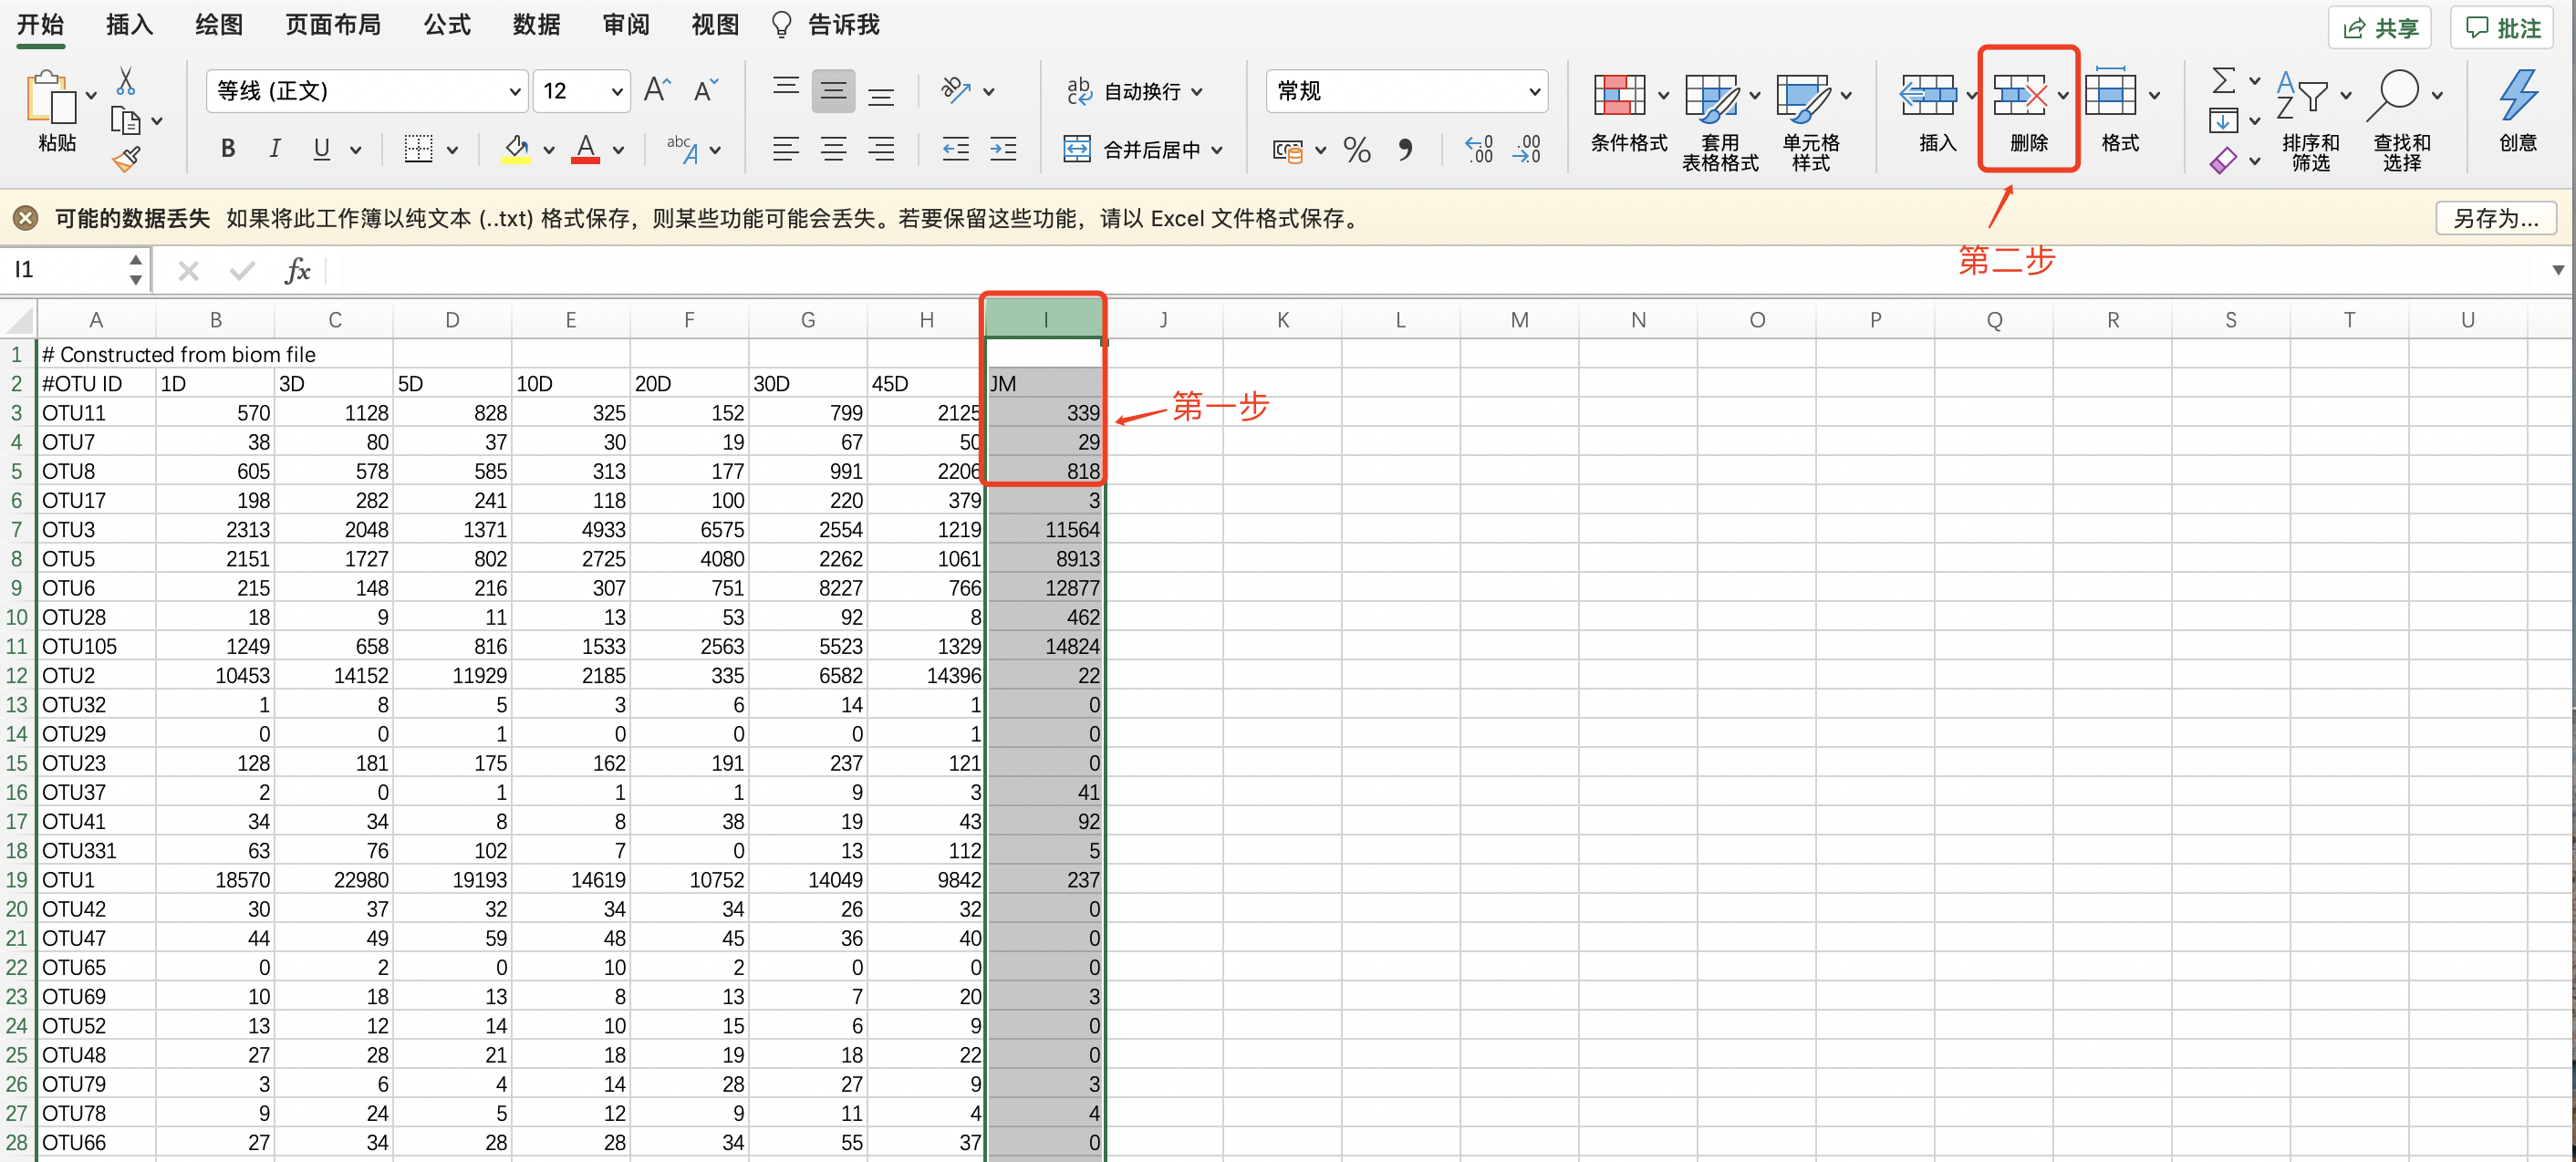 开始 插入 绘图 页面布局 公式 数据 审阅 视图 告诉我 共享 批注
等线 (正文) 12 A A ab 自动换行 常规
粘贴 B I U A abc A 合并后居中 % 条件格式 套用 表格格式 单元格 样式 插入 删除 格式 排序和 筛选 查找和 选择 创意
可能的数据丢失 如果将此工作簿以纯文本 (..txt) 格式保存，则某些功能可能会丢失。若要保留这些功能，请以 Excel 文件格式保存。 另存为...
第二步
I1 fx
A B C D E F G H I J K L M N O P Q R S T U
1 # Constructed from biom file
2 #OTU ID 1D 3D 5D 10D 20D 30D 45D JM
3 OTU11 570 1128 828 325 152 799 2125 339
第一步
4 OTU7 38 80 37 30 19 67 50 29
5 OTU8 605 578 585 313 177 991 2206 818
6 OTU17 198 282 241 118 100 220 379 3
7 OTU3 2313 2048 1371 4933 6575 2554 1219 11564
8 OTU5 2151 1727 802 2725 4080 2262 1061 8913
9 OTU6 215 148 216 307 751 8227 766 12877
10 OTU28 18 9 11 13 53 92 8 462
11 OTU105 1249 658 816 1533 2563 5523 1329 14824
12 OTU2 10453 14152 11929 2185 335 6582 14396 22
13 OTU32 1 8 5 3 6 14 1 0
14 OTU29 0 0 1 0 0 0 1 0
15 OTU23 128 181 175 162 191 237 121 0
16 OTU37 2 0 1 1 1 9 3 41
17 OTU41 34 34 8 8 38 19 43 92
18 OTU331 63 76 102 7 0 13 112 5
19 OTU1 18570 22980 19193 14619 10752 14049 9842 237
20 OTU42 30 37 32 34 34 26 32 0
21 OTU47 44 49 59 48 45 36 40 0
22 OTU65 0 2 0 10 2 0 0 0
23 OTU69 10 18 13 8 13 7 20 3
24 OTU52 13 12 14 10 15 6 9 0
25 OTU48 27 28 21 18 19 18 22 0
26 OTU79 3 6 4 14 28 27 9 3
27 OTU78 9 24 5 12 9 11 4 4
28 OTU66 27 34 28 28 34 55 37 0